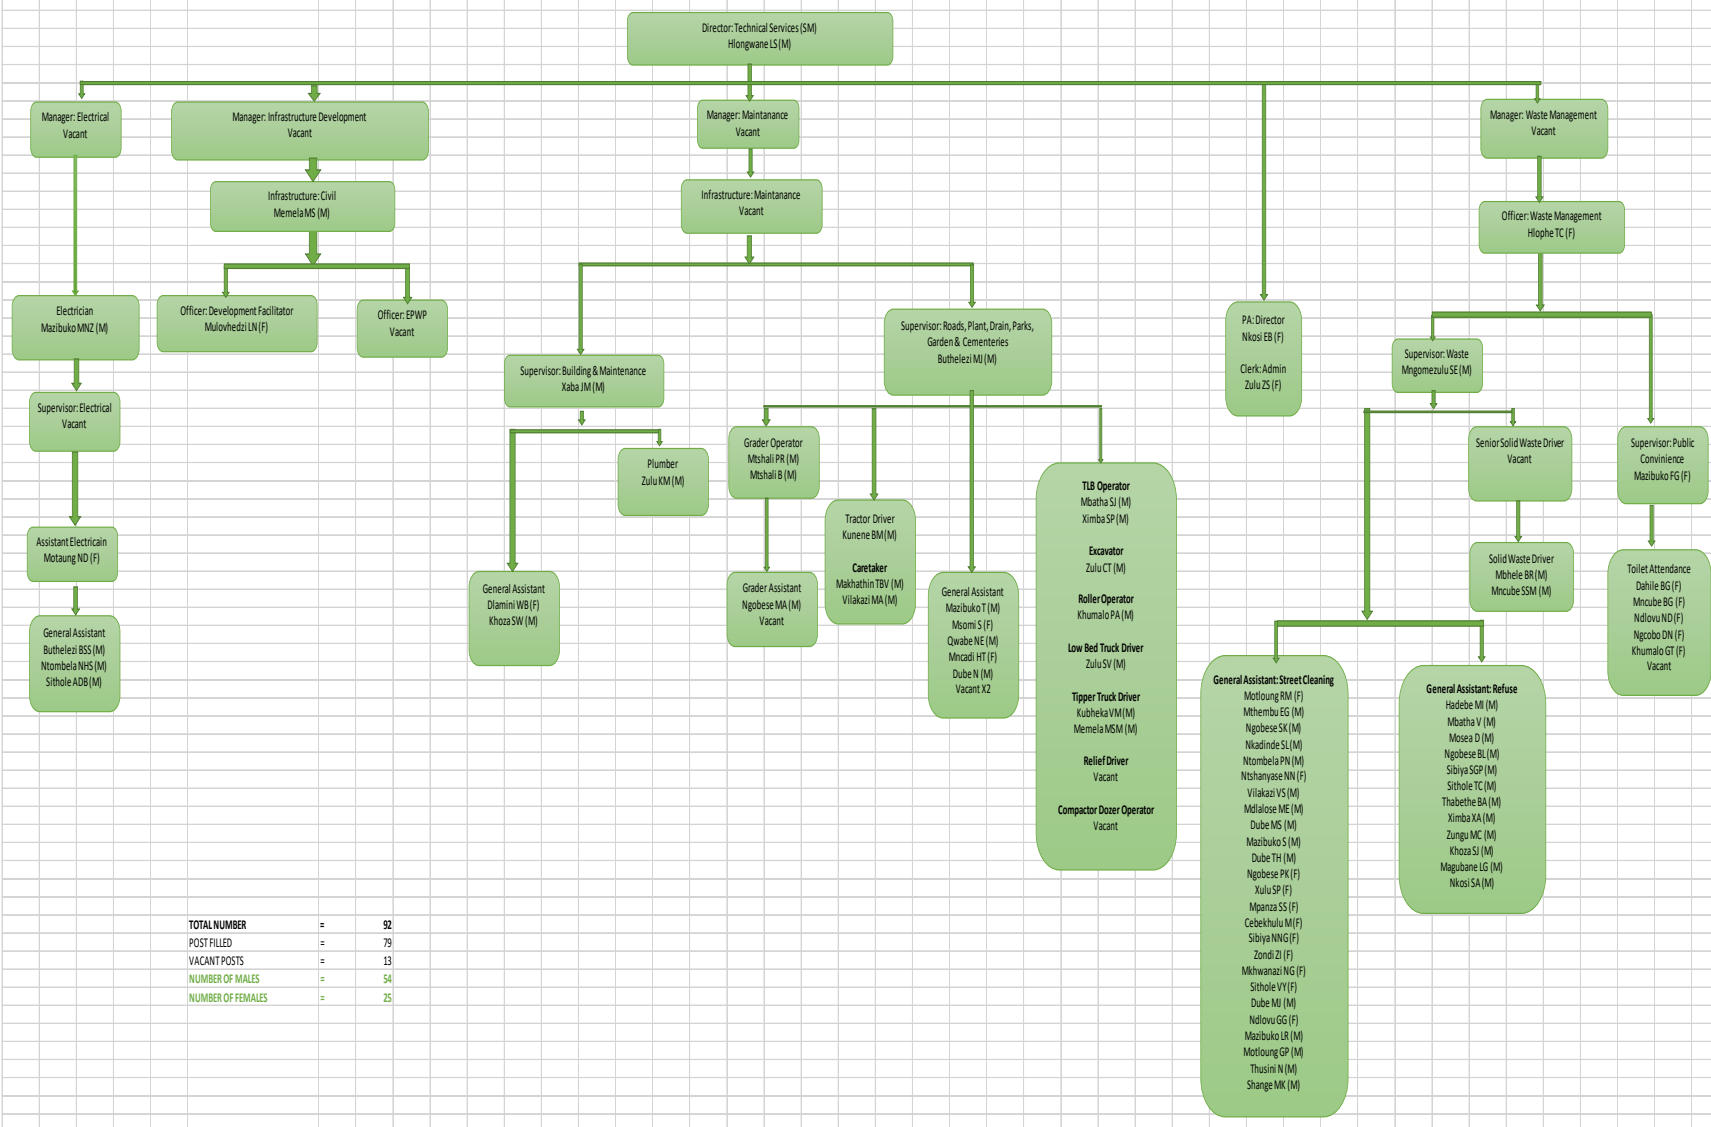 Director: Technical Services (SM)
Hlongwane LS (M)
Manager: Electrical
Vacant
Manager: Infrastructure Development
Vacant
Manager: Maintanance
Vacant
Manager: Waste Management
Vacant
Infrastructure: Civil
Memela MS (M)
Infrastructure: Maintanance
Vacant
Officer: Waste Management
Hlophe TC (F)
Electrician
Mazibuko MNZ (M)
Officer: Development Facilitator
Mulovhedzi LN (F)
Officer: EPWP
Vacant
Supervisor: Roads, Plant, Drain, Parks,
Garden & Cementeries
Buthelezi MJ (M)
PA: Director
Nkosi EB (F)
Clerk: Admin
Zulu ZS (F)
Supervisor: Building & Maintenance
Xaba JM (M)
Supervisor: Waste
Mngomezulu SE (M)
Supervisor: Electrical
Vacant
Plumber
Zulu KM (M)
Grader Operator
Mtshali PR (M)
Mtshali B (M)
Senior Solid Waste Driver
Vacant
Supervisor: Public
Convinience
Mazibuko FG (F)
Assistant Electricain
Motaung ND (F)
General Assistant
Dlamini WB (F)
Khoza SW (M)
Grader Assistant
Ngobese MA (M)
Vacant
Tractor Driver
Kunene BM (M)
Caretaker
Makhathin TBV (M)
Vilakazi MA (M)
General Assistant
Mazibuko T (M)
Msomi S (F)
Qwabe NE (M)
Mncadi HT (F)
Dube N (M)
Vacant X2
TLB Operator
Mbatha SJ (M)
Ximba SP (M)
Excavator
Zulu CT (M)
Roller Operator
Khumalo PA (M)
Low Bed Truck Driver
Zulu SV (M)
Tipper Truck Driver
Kubheka VM (M)
Memela MSM (M)
Relief Driver
Vacant
Compactor Dozer Operator
Vacant
Solid Waste Driver
Mbhele BR (M)
Mncube SSM (M)
Toilet Attendance
Dahile BG (F)
Mncube BG (F)
Ndlovu ND (F)
Ngcobo DN (F)
Khumalo GT (F)
Vacant
General Assistant
Buthelezi BSS (M)
Ntombela NHS (M)
Sithole ADB (M)
General Assistant: Street Cleaning
Motloung RM (F)
Mthembu EG (M)
Ngobese SK (M)
Nkadinde SL (M)
Ntombela PN (M)
Ntshanyase NN (F)
Vilakazi VS (M)
Mdlalose ME (M)
Dube MS (M)
Mazibuko S (M)
Dube TH (M)
Ngobese PK (F)
Xulu SP (F)
Mpanza SS (F)
Cebekhulu M (F)
Sibiya NNG (F)
Zondi ZI (F)
Mkhwanazi NG (F)
Sithole VY (F)
Dube MJ (M)
Ndlovu GG (F)
Mazibuko LR (M)
Motloung GP (M)
Thusini N (M)
Shange MK (M)
General Assistant: Refuse
Hadebe MI (M)
Mbatha V (M)
Mosea D (M)
Ngobese BL (M)
Sibiya SGP (M)
Sithole TC (M)
Thabethe BA (M)
Ximba XA (M)
Zungu MC (M)
Khoza SJ (M)
Magubane LG (M)
Nkosi SA (M)
TOTAL NUMBER = 92
POST FILLED = 79
VACANT POSTS = 13
NUMBER OF MALES = 54
NUMBER OF FEMALES = 25